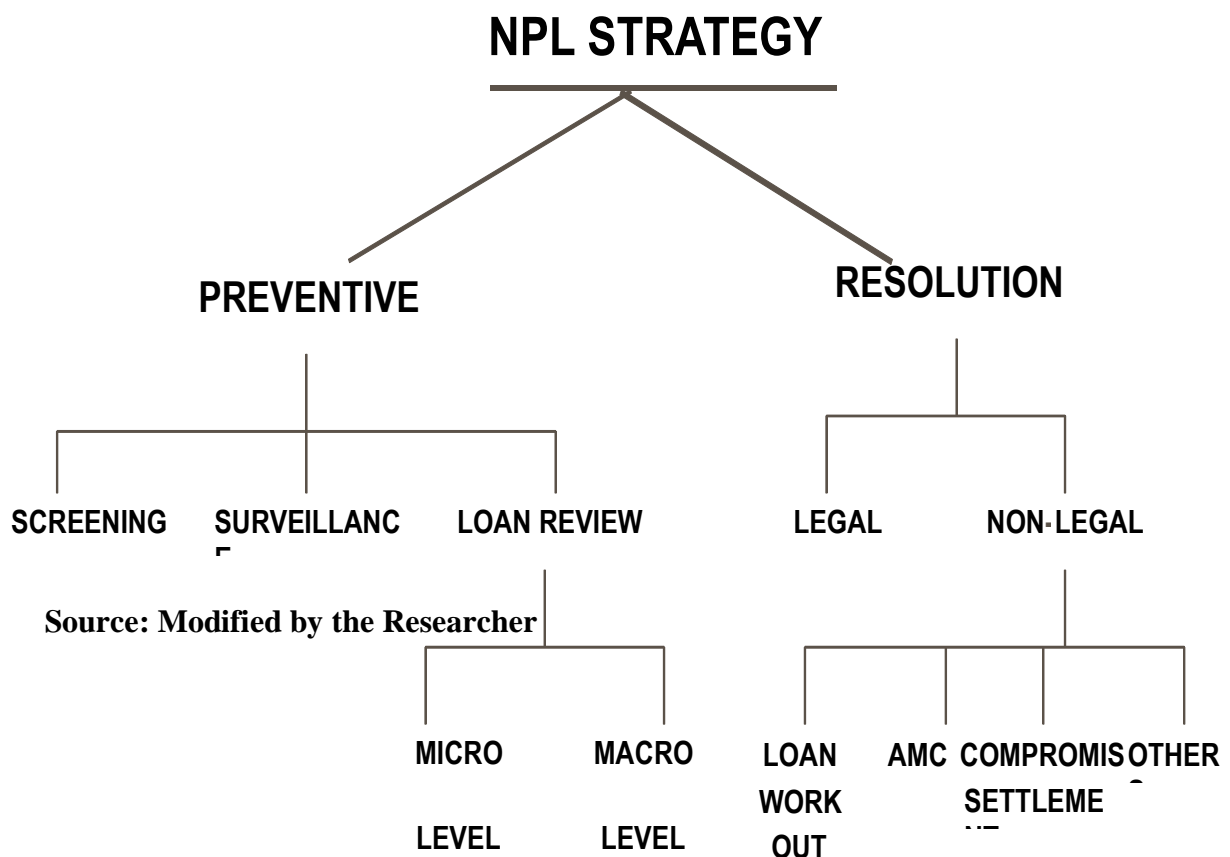 NPL STRATEGY
PREVENTIVE
RESOLUTION
SCREENING
SURVEILLANC
E
LOAN REVIEW
LEGAL
NON-LEGAL
Source: Modified by the Researcher
MICRO
LEVEL
MACRO
LEVEL
LOAN
WORK
OUT
AMC
COMPROMIS
SETTLEME
NT
OTHER
S